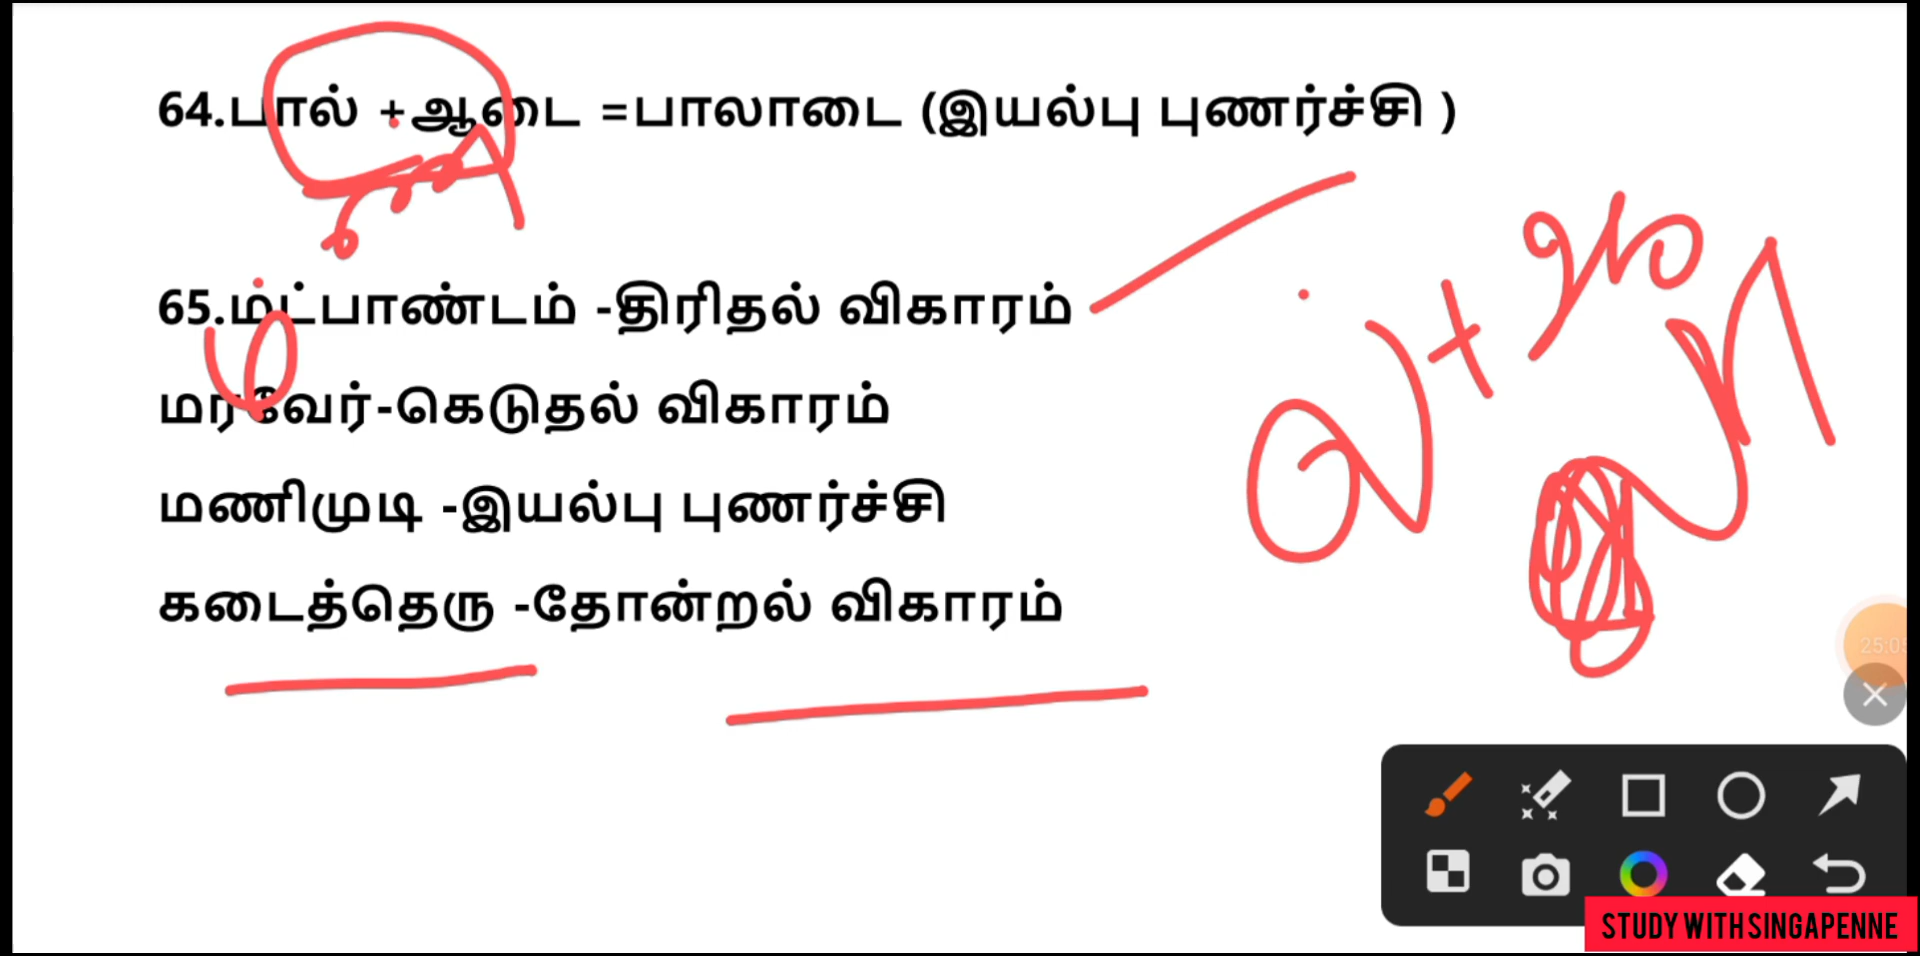 64.பால் +ஆடை =பாலாடை (இயல்பு புணர்ச்சி )
65.மட்பாண்டம் -திரிதல் விகாரம்
மரவேர்-கெடுதல் விகாரம்
மணிமுடி -இயல்பு புணர்ச்சி
கடைத்தெரு -தோன்றல் விகாரம்
ல்+ஆ
லா
STUDY WITH SINGAPENNE